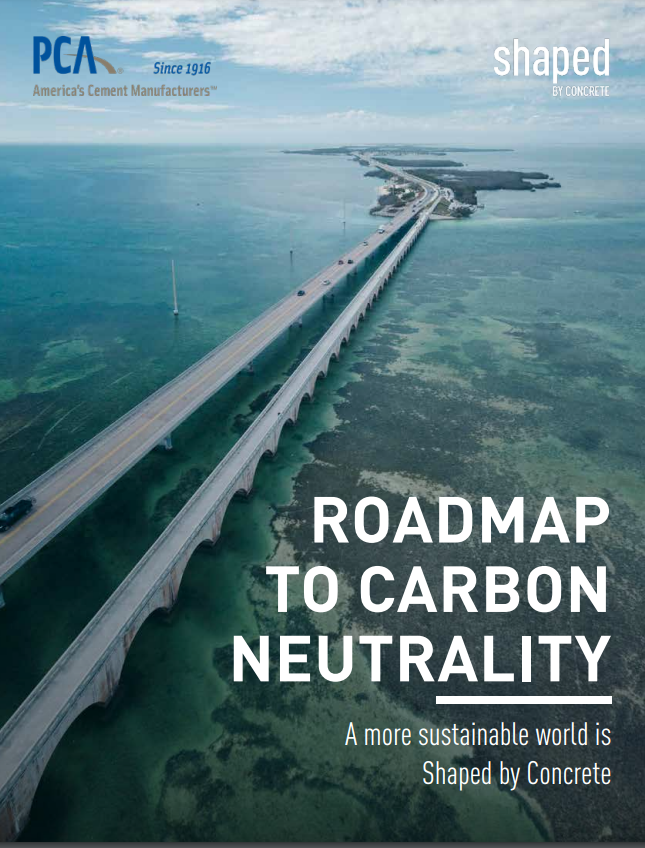 PCA
Since 1916
America's Cement Manufacturers℠
shaped
BY CONCRETE
ROADMAP
TO CARBON
NEUTRALITY
A more sustainable world is
Shaped by Concrete